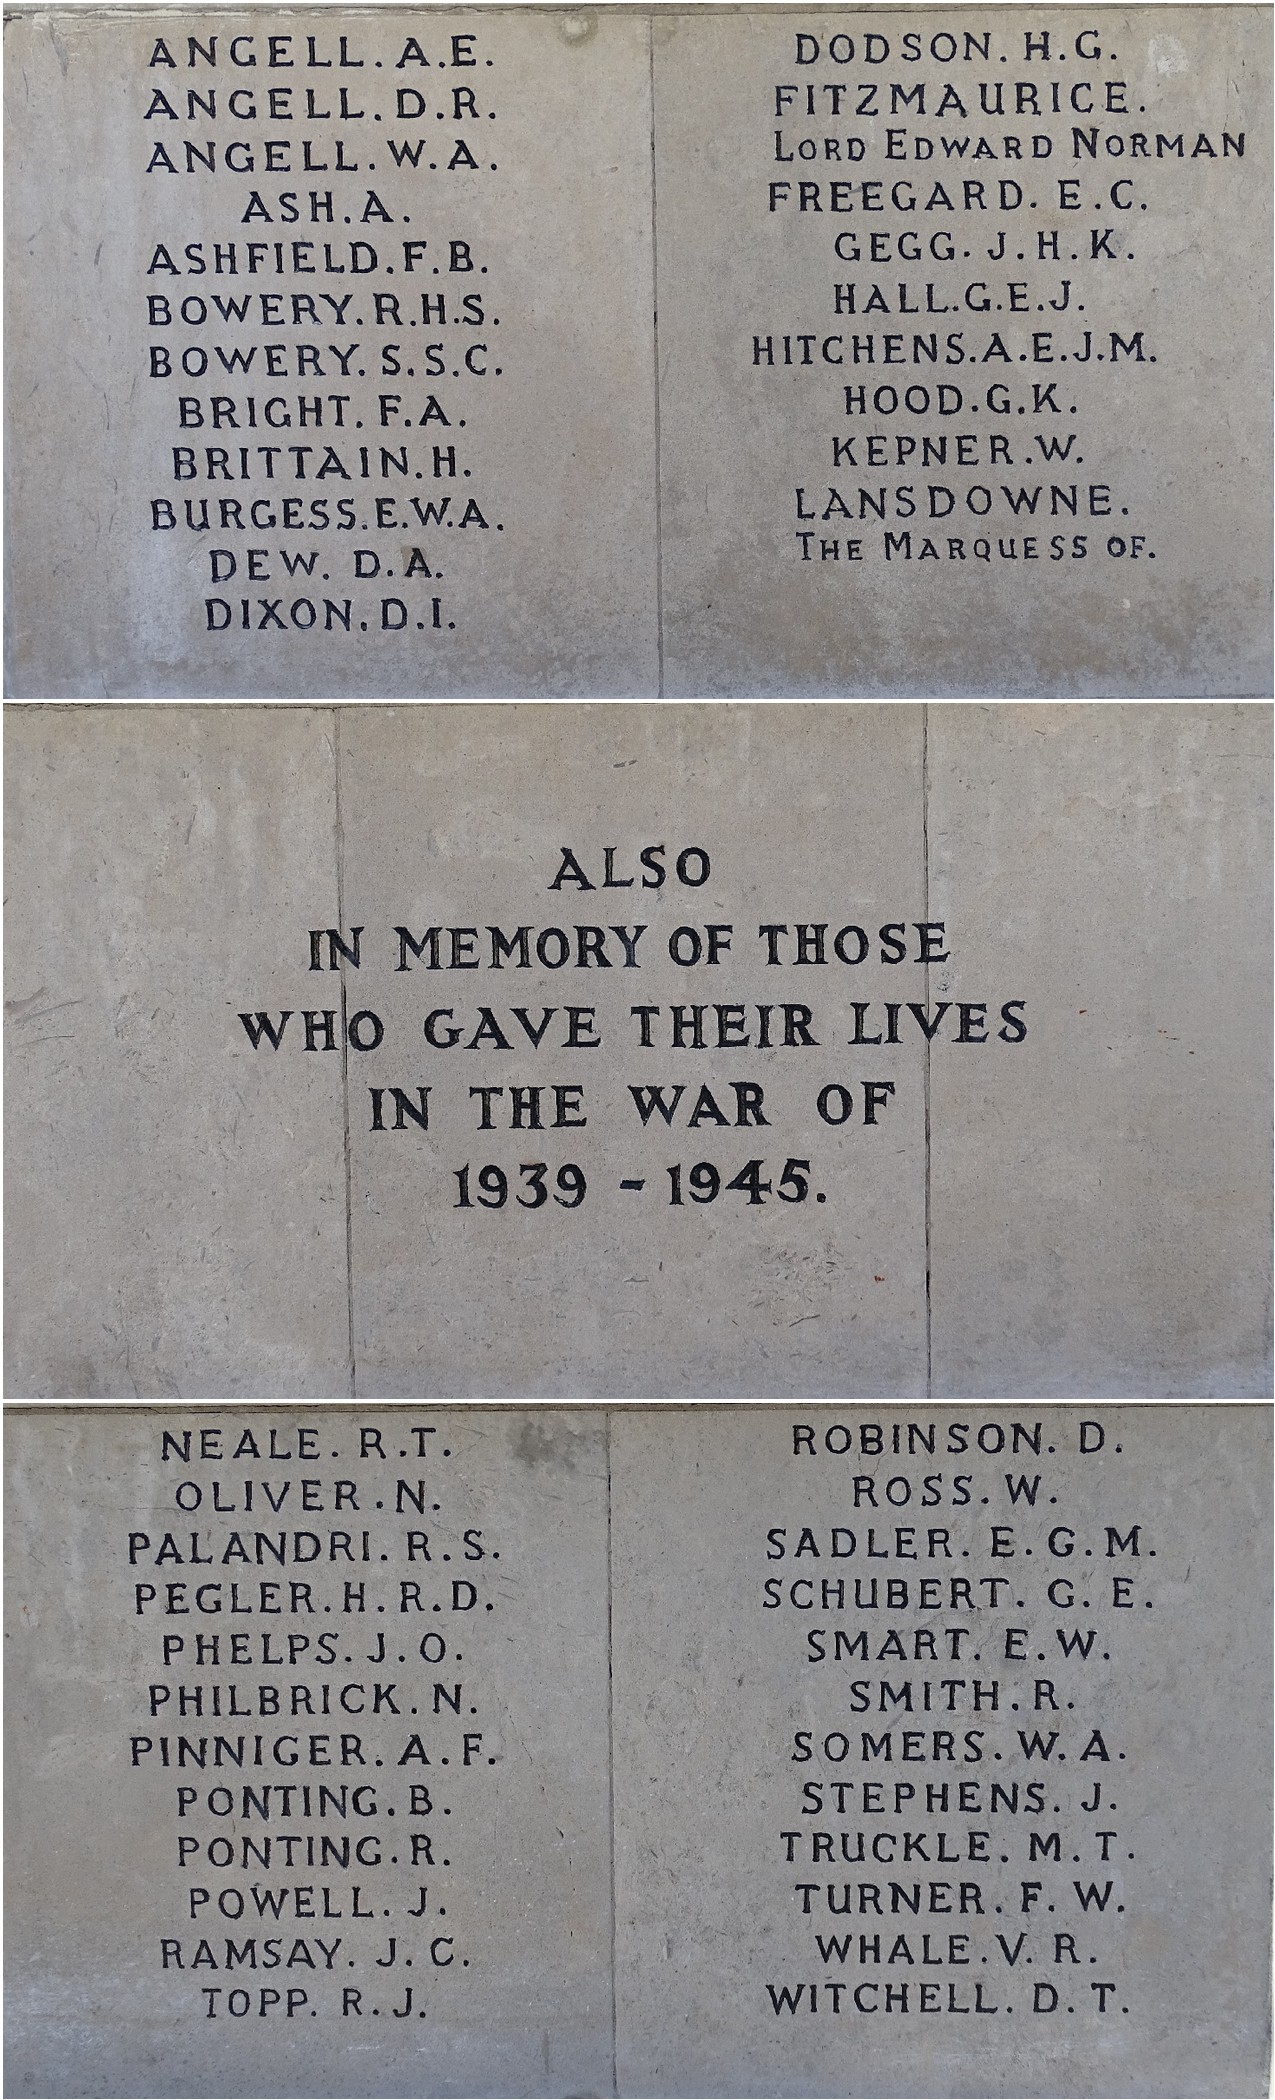 ANGELL. A.E.
ANGELL. D.R.
ANGELL. W.A.
ASH. A.
ASHFIELD. F.B.
BOWERY. R.H.S.
BOWERY. S.S.C.
BRIGHT. F.A.
BRITTAIN. H.
BURGESS. E.W.A.
DEW. D.A.
DIXON. D.I.
DODSON. H.G.
FITZMAURICE.
LORD EDWARD NORMAN
FREEGARD. E.C.
GEGG. J.H.K.
HALL. G.E.J.
HITCHENS. A.E.J.M.
HOOD. G.K.
KEPNER. W.
LANSDOWNE.
THE MARQUESS OF.
ALSO
IN MEMORY OF THOSE
WHO GAVE THEIR LIVES
IN THE WAR OF
1939 - 1945.
NEALE. R.T.
OLIVER. N.
PALANDRI. R.S.
PEGLER. H.R.D.
PHELPS. J.O.
PHILBRICK. N.
PINNIGER. A.F.
PONTING. B.
PONTING. R.
POWELL. J.
RAMSAY. J.C.
TOPP. R.J.
ROBINSON. D.
ROSS. W.
SADLER. E.G.M.
SCHUBERT. G.E.
SMART. E.W.
SMITH. R.
SOMERS. W.A.
STEPHENS. J.
TRUCKLE. M.T.
TURNER. F.W.
WHALE. V.R.
WITCHELL. D.T.